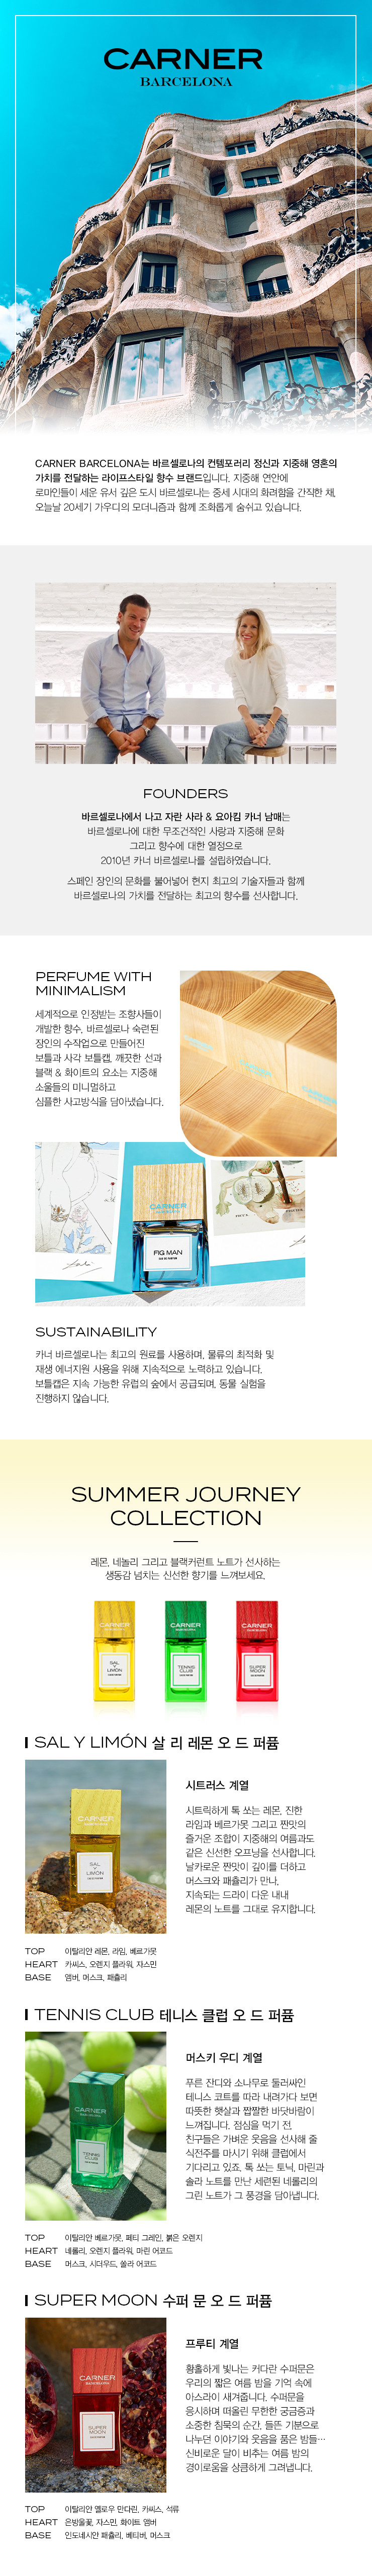 CARNER
BARCELONA
CARNER BARCELONA는 바르셀로나의 컨템포러리 정신과 지중해 영혼의
가치를 전달하는 라이프스타일 향수 브랜드입니다. 지중해 연안에
로마인들이 세운 유서 깊은 도시 바르셀로나는 중세 시대의 화려함을 간직한 채,
오늘날 20세기 가우디의 모더니즘과 함께 조화롭게 숨쉬고 있습니다.
FOUNDERS
바르셀로나에서 나고 자란 사라 & 요아킴 카너 남매는
바르셀로나에 대한 무조건적인 사랑과 지중해 문화
그리고 향수에 대한 열정으로
2010년 카너 바르셀로나를 설립하였습니다.
스페인 장인의 문화를 불어넣어 현지 최고의 기술자들과 함께
바르셀로나의 가치를 전달하는 최고의 향수를 선사합니다.
PERFUME WITH
MINIMALISM
세계적으로 인정받는 조향사들이
개발한 향수, 바르셀로나 숙련된
장인의 수작업으로 만들어진
보틀과 사각 보틀캡, 깨끗한 선과
블랙 & 화이트의 요소는 지중해
소울들의 미니멀하고
심플한 사고방식을 담아냈습니다.
CARNER
FIG MAN
EAU DE PARFUM
SUSTAINABILITY
카너 바르셀로나는 최고의 원료를 사용하며, 물류의 최적화 및
재생 에너지원 사용을 위해 지속적으로 노력하고 있습니다.
보틀캡은 지속 가능한 유럽의 숲에서 공급되며, 동물 실험을
진행하지 않습니다.
SUMMER JOURNEY
COLLECTION
레몬, 네놀리 그리고 블랙커런트 노트가 선사하는
생동감 넘치는 신선한 향기를 느껴보세요.
CARNER CARNER CARNER
SAL Y LIMÓN TENNIS CLUB SUPER MOON
SAL Y LIMÓN 살 리 레몬 오 드 퍼퓸
CARNER
SAL
Y
LIMÓN
시트러스 계열
시트릭하게 톡 쏘는 레몬, 진한
라임과 베르가못 그리고 짠맛의
즐거운 조합이 지중해의 여름과도
같은 신선한 오프닝을 선사합니다.
날카로운 짠맛이 깊이를 더하고
머스크와 패츌리가 만나,
지속되는 드라이 다운 내내
레몬의 노트를 그대로 유지합니다.
TOP 이탈리안 레몬, 라임, 베르가못
HEART 카씨스, 오렌지 플라워, 자스민
BASE 앰버, 머스크, 패츌리
TENNIS CLUB 테니스 클럽 오 드 퍼퓸
CARNER
TENNIS
CLUB
머스키 우디 계열
푸른 잔디와 소나무로 둘러싸인
테니스 코트를 따라 내려가다 보면
따뜻한 햇살과 짭짤한 바닷바람이
느껴집니다. 점심을 먹기 전,
친구들은 가벼운 웃음을 선사해 줄
식전주를 마시기 위해 클럽에서
기다리고 있죠. 톡 쏘는 토닉, 마린과
솔라 노트를 만난 세련된 네롤리의
그린 노트가 그 풍경을 담아냅니다.
TOP 이탈리안 베르가못, 페티 그레인, 붉은 오렌지
HEART 네롤리, 오렌지 플라워, 마린 어코드
BASE 머스크, 시더우드, 쏠라 어코드
SUPER MOON 수퍼 문 오 드 퍼퓸
CARNER
BARCELONA
SUPER
MOON
프루티 계열
황홀하게 빛나는 커다란 수퍼문은
우리의 짧은 여름 밤을 기억 속에
아스라이 새겨줍니다. 수퍼문을
응시하며 떠올린 무한한 궁금증과
소중한 침묵의 순간, 들뜬 기분으로
나누던 이야기와 웃음을 품은 밤들…
신비로운 달이 비추는 여름 밤의
경이로움을 상큼하게 그려냅니다.
TOP 이탈리안 옐로우 만다린, 카씨스, 석류
HEART 은방울꽃, 자스민, 화이트 앰버
BASE 인도네시안 패츌리, 베티버, 머스크